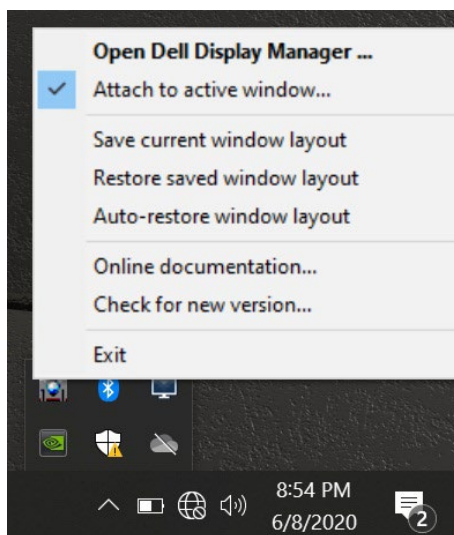 Open Dell Display Manager ...
Attach to active window...
Save current window layout
Restore saved window layout
Auto-restore window layout
Online documentation...
Check for new version...
Exit
8:54 PM
6/8/2020
2